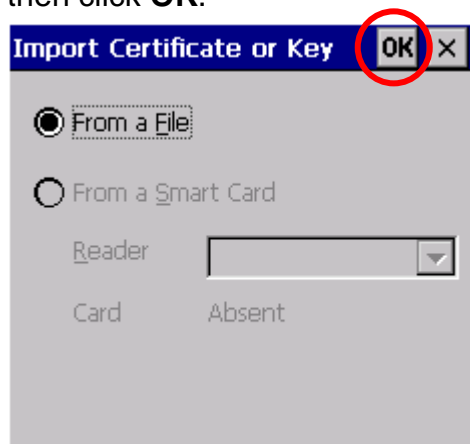 then click OK.
Import Certificate or Key OK ×
From a File
From a Smart Card
Reader
Card Absent